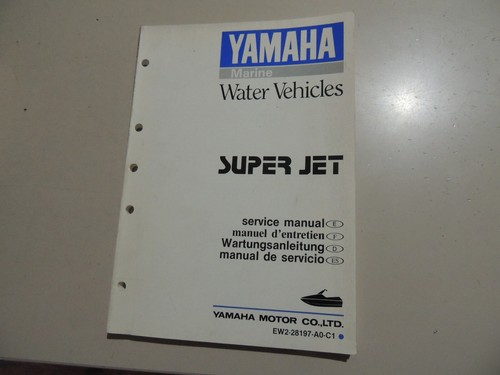 YAMAHA
Marine
Water Vehicles
SUPER JET
service manual E
manuel d'entretien F
Wartungsanleitung D
manual de servicio ES
YAMAHA MOTOR CO.,LTD.
EW2-28197-A0-C1